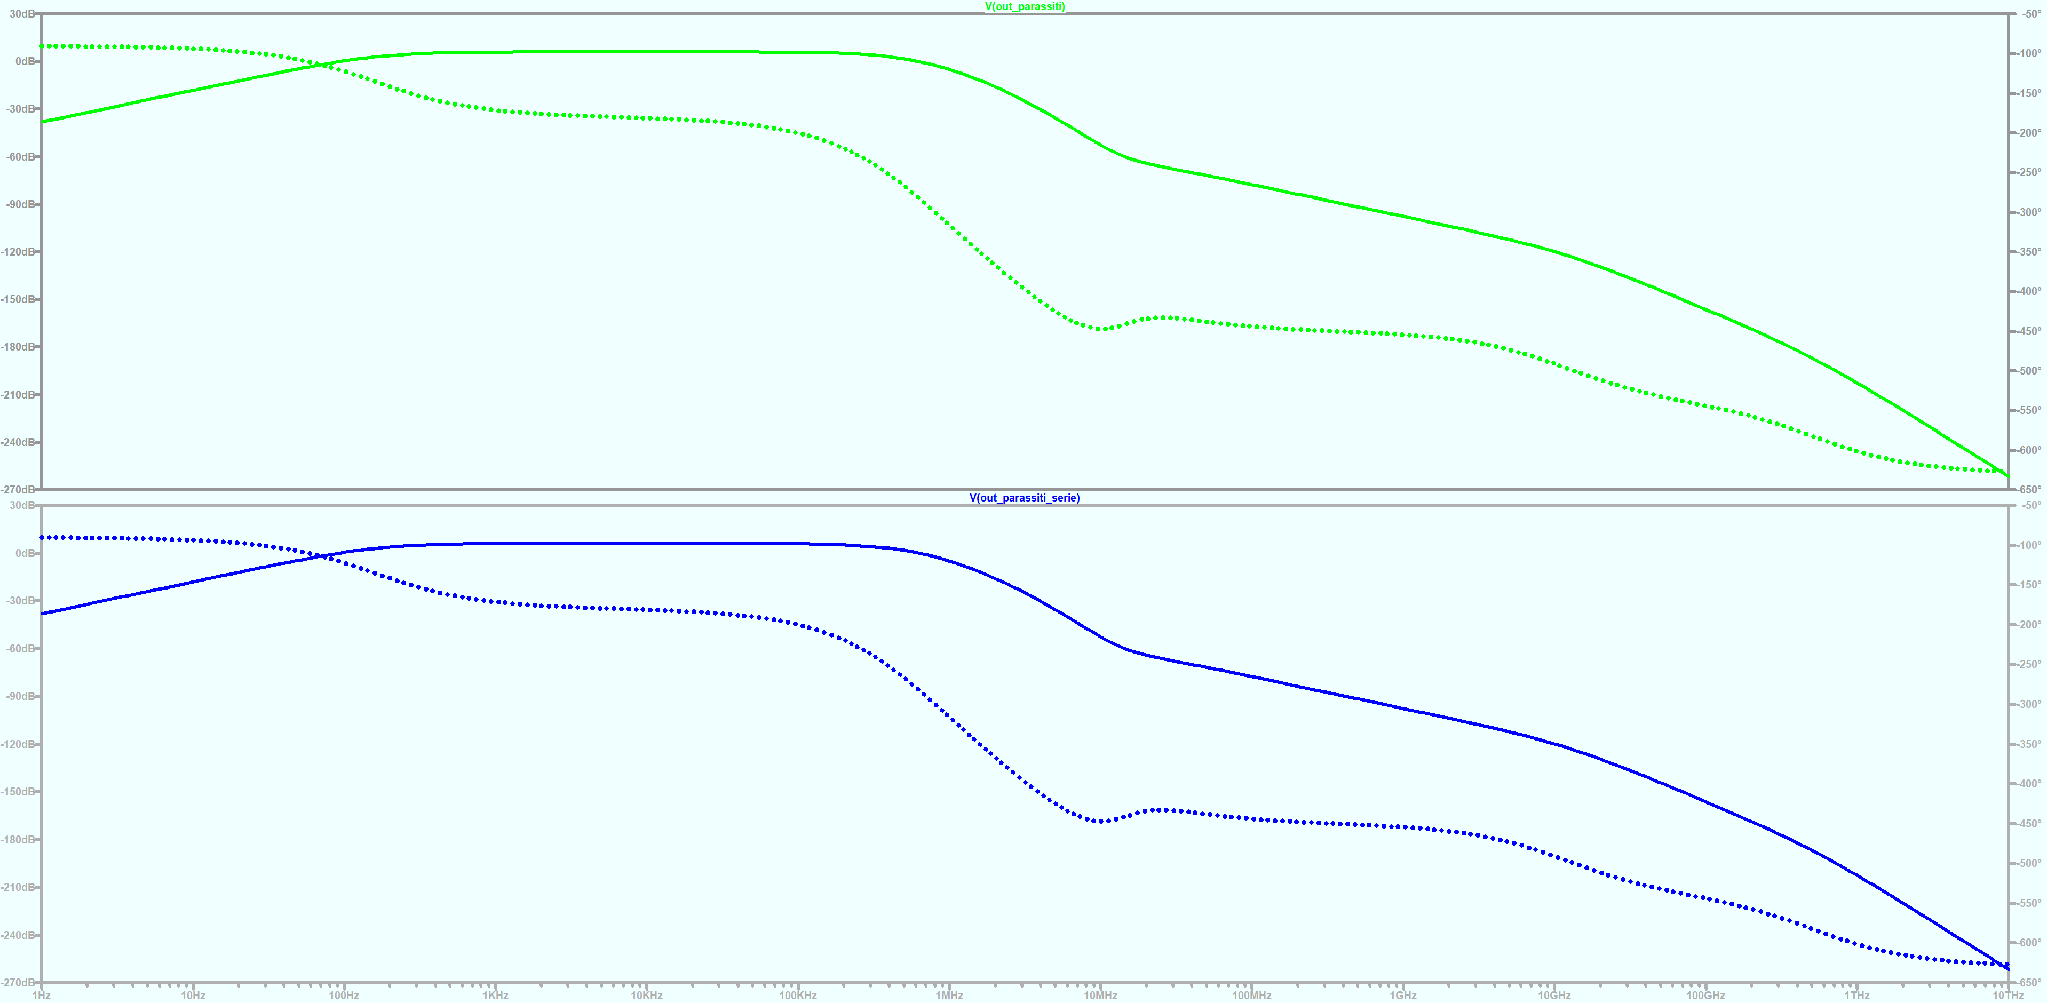 V(out_parassiti)
30dB
0dB
-30dB
-60dB
-90dB
-120dB
-150dB
-180dB
-210dB
-240dB
-270dB
-50°
-100°
-150°
-200°
-250°
-300°
-350°
-400°
-450°
-500°
-550°
-600°
-650°
V(out_parassiti_serie)
30dB
0dB
-30dB
-60dB
-90dB
-120dB
-150dB
-180dB
-210dB
-240dB
-270dB
-50°
-100°
-150°
-200°
-250°
-300°
-350°
-400°
-450°
-500°
-550°
-600°
-650°
1Hz 10Hz 100Hz 1KHz 10KHz 100KHz 1MHz 10MHz 100MHz 1GHz 10GHz 100GHz 1THz 10THz